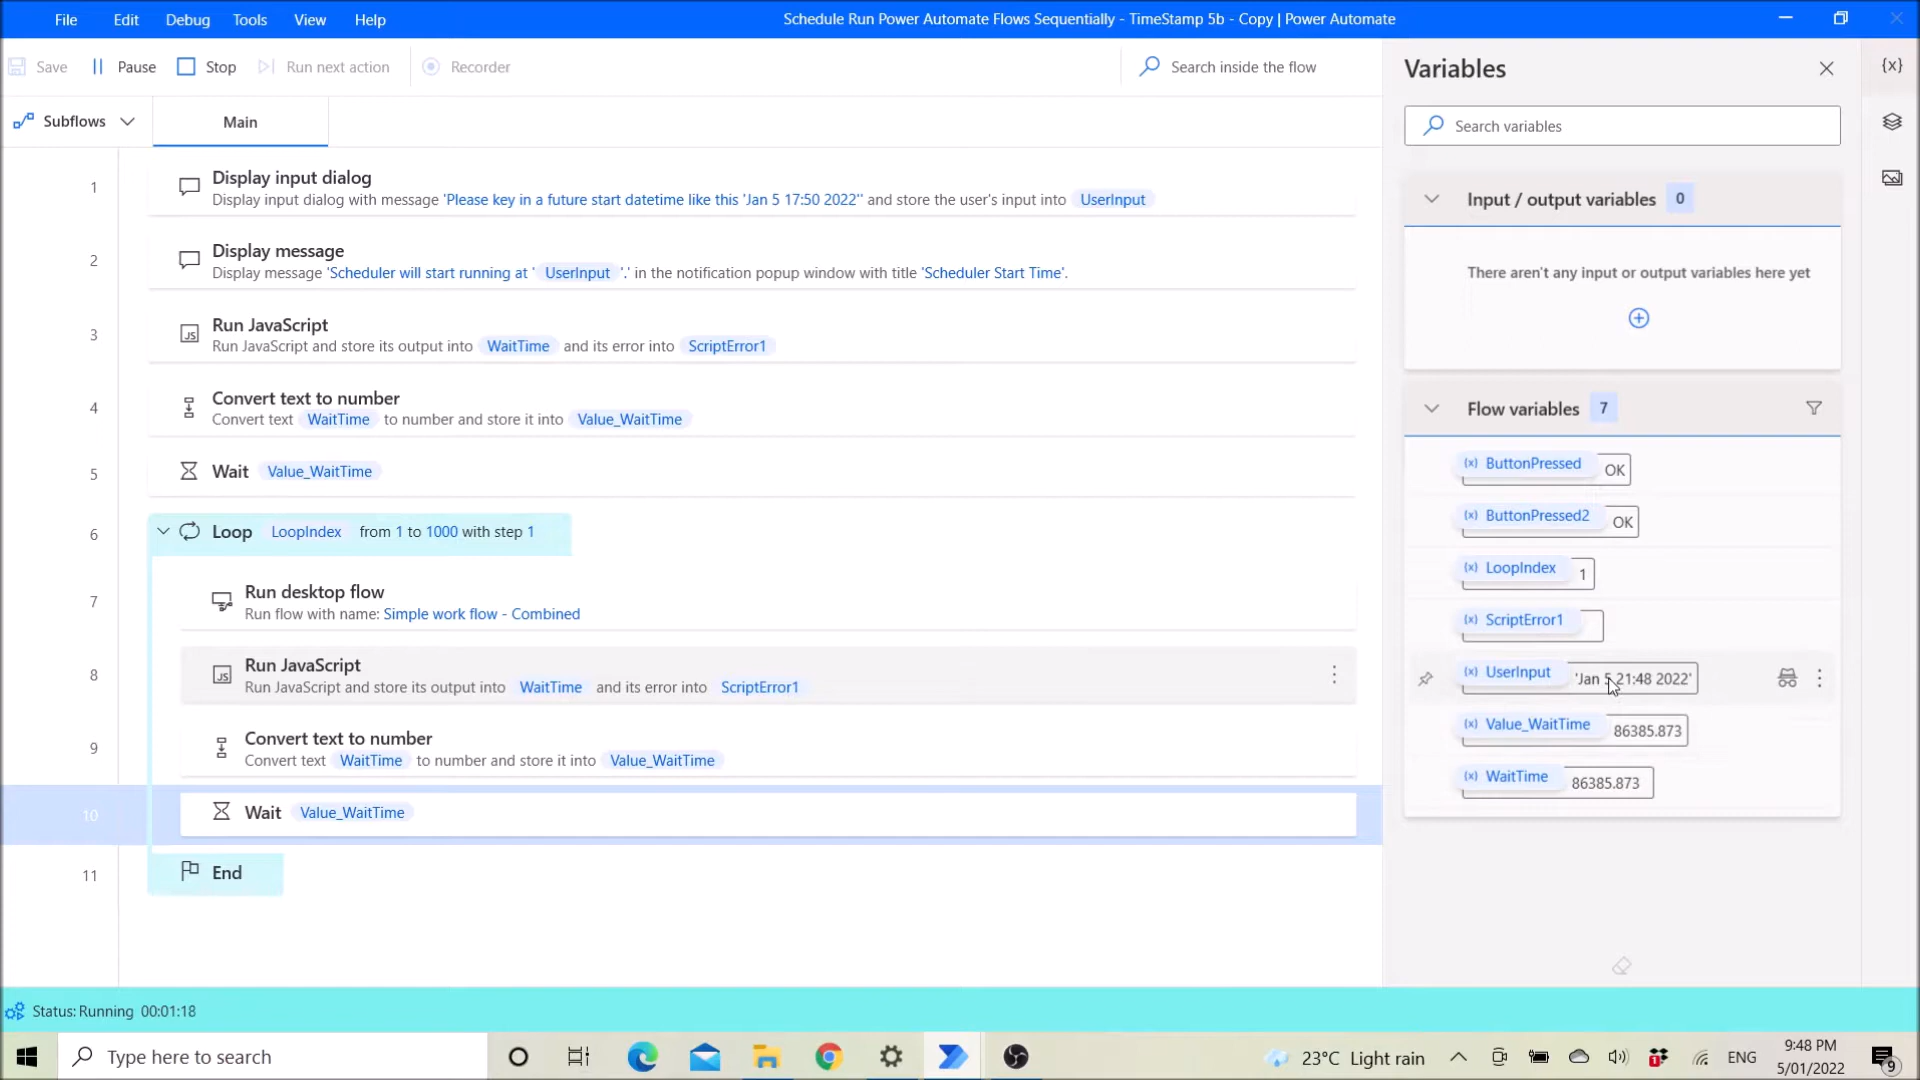 File Edit Debug Tools View Help
Schedule Run Power Automate Flows Sequentially - TimeStamp 5b - Copy | Power Automate
Save Pause Stop Run next action Recorder
Search inside the flow
Subflows Main
1 Display input dialog
Display input dialog with message 'Please key in a future start datetime like this 'Jan 5 17:50 2022'' and store the user's input into UserInput
2 Display message
Display message 'Scheduler will start running at ' UserInput '.' in the notification popup window with title 'Scheduler Start Time'.
3 Run JavaScript
Run JavaScript and store its output into WaitTime and its error into ScriptError1
4 Convert text to number
Convert text WaitTime to number and store it into Value_WaitTime
5 Wait Value_WaitTime
6 Loop LoopIndex from 1 to 1000 with step 1
7 Run desktop flow
Run flow with name: Simple work flow - Combined
8 Run JavaScript
Run JavaScript and store its output into WaitTime and its error into ScriptError1
9 Convert text to number
Convert text WaitTime to number and store it into Value_WaitTime
10 Wait Value_WaitTime
11 End
Variables
{x}
Search variables
Input / output variables 0
There aren't any input or output variables here yet
Flow variables 7
(x) ButtonPressed OK
(x) ButtonPressed2 OK
(x) LoopIndex 1
(x) ScriptError1
(x) UserInput 'Jan 5 21:48 2022'
(x) Value_WaitTime 86385.873
(x) WaitTime 86385.873
Status: Running 00:01:18
Type here to search
23°C Light rain
ENG
9:48 PM
5/01/2022
9